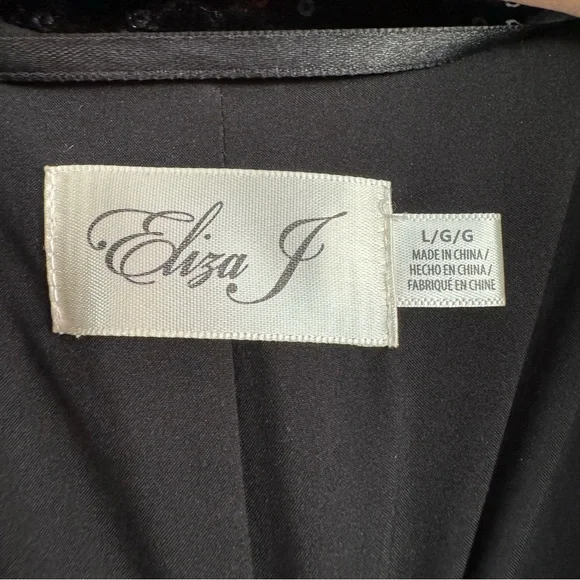 Eliza J
L/G/G
MADE IN CHINA/
HECHO EN CHINA/
FABRIQUÉ EN CHINE